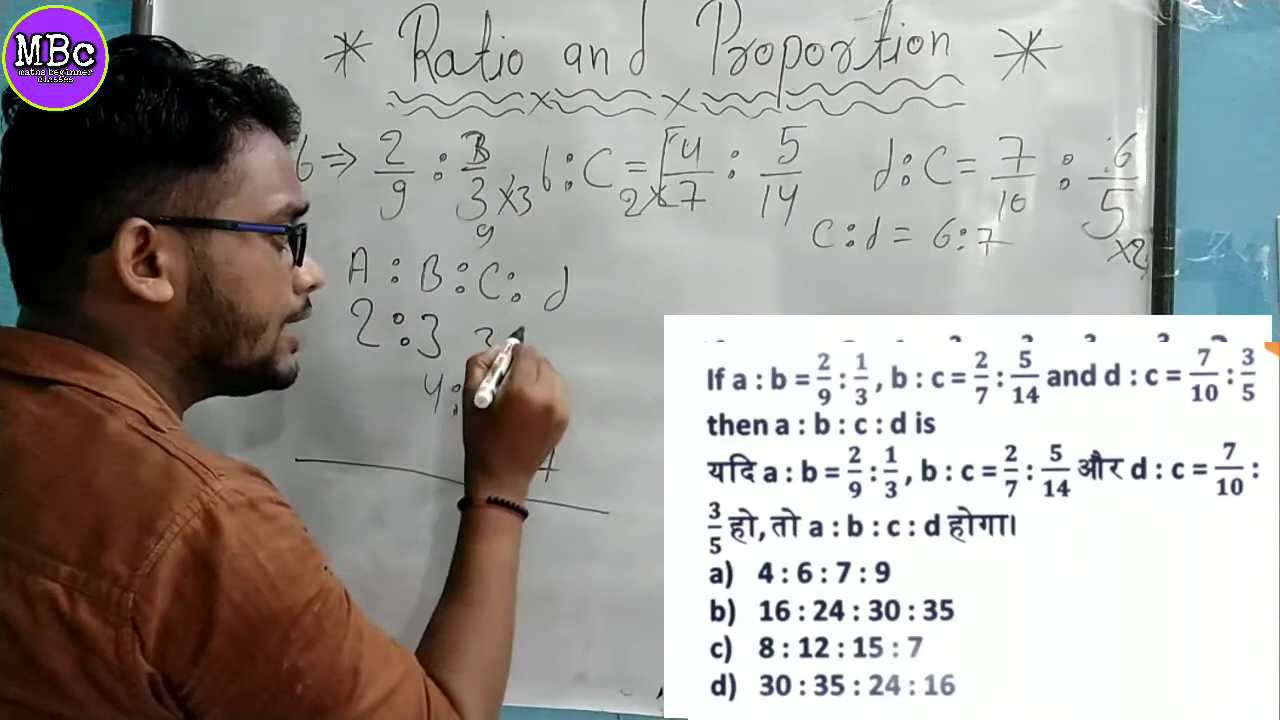 MBc
maths beginner
classes
* Ratio and Proportion *
6 ⇒ 2/9 : 3/3 ×3 b : C = 4/7 : 5/14 d : C = 7/10 : 6/5
9 2× C : d = 6 : 7 ×2
A : B : C : d
2 : 3 3
4 :
7
If a : b = 2/9 : 1/3 , b : c = 2/7 : 5/14 and d : c = 7/10 : 3/5
then a : b : c : d is
यदि a : b = 2/9 : 1/3 , b : c = 2/7 : 5/14 और d : c = 7/10 :
3/5 हो, तो a : b : c : d होगा।
a) 4 : 6 : 7 : 9
b) 16 : 24 : 30 : 35
c) 8 : 12 : 15 : 7
d) 30 : 35 : 24 : 16